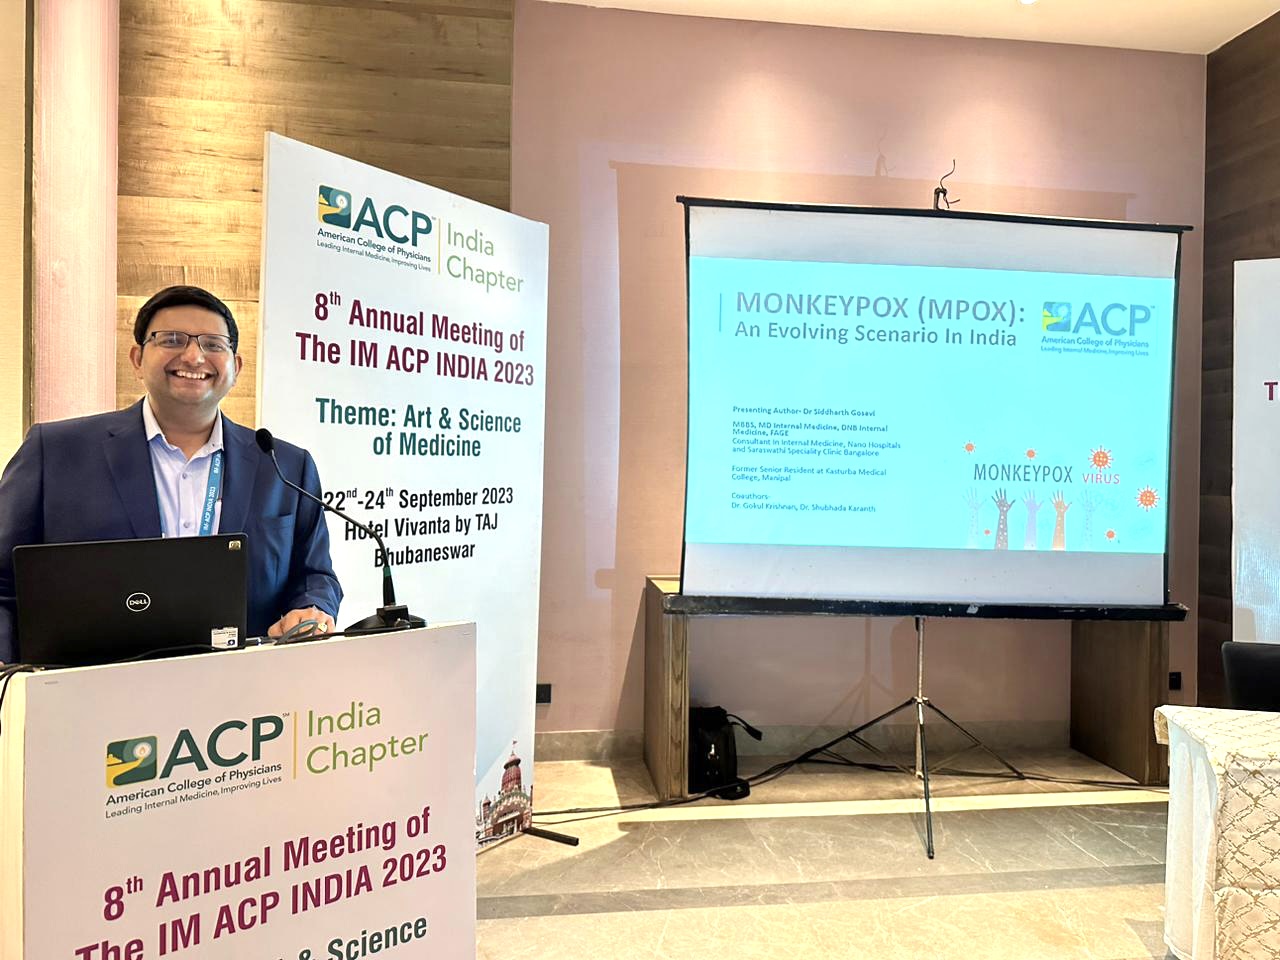 ACP
American College of Physicians
Leading Internal Medicine, Improving Lives
India
Chapter
8th Annual Meeting of
The IM ACP INDIA 2023
Theme: Art & Science
of Medicine
22nd-24th September 2023
Hotel Vivanta by TAJ
Bhubaneswar
MONKEYPOX (MPOX):
An Evolving Scenario In India
ACP
American College of Physicians
Leading Internal Medicine, Improving Lives
Presenting Author- Dr Siddharth Gosavi
MBBS, MD Internal Medicine, DNB Internal
Medicine, FAGE
Consultant in Internal Medicine, Nano Hospitals
and Saraswathi Speciality Clinic Bangalore
Former Senior Resident at Kasturba Medical
College, Manipal
Coauthors-
Dr. Gokul Krishnan, Dr. Shubhada Karanth
MONKEYPOX VIRUS
IM ACP INDIA 2023
DELL
ACP
American College of Physicians
Leading Internal Medicine, Improving Lives
India
Chapter
8th Annual Meeting of
The IM ACP INDIA 2023
& Science
T